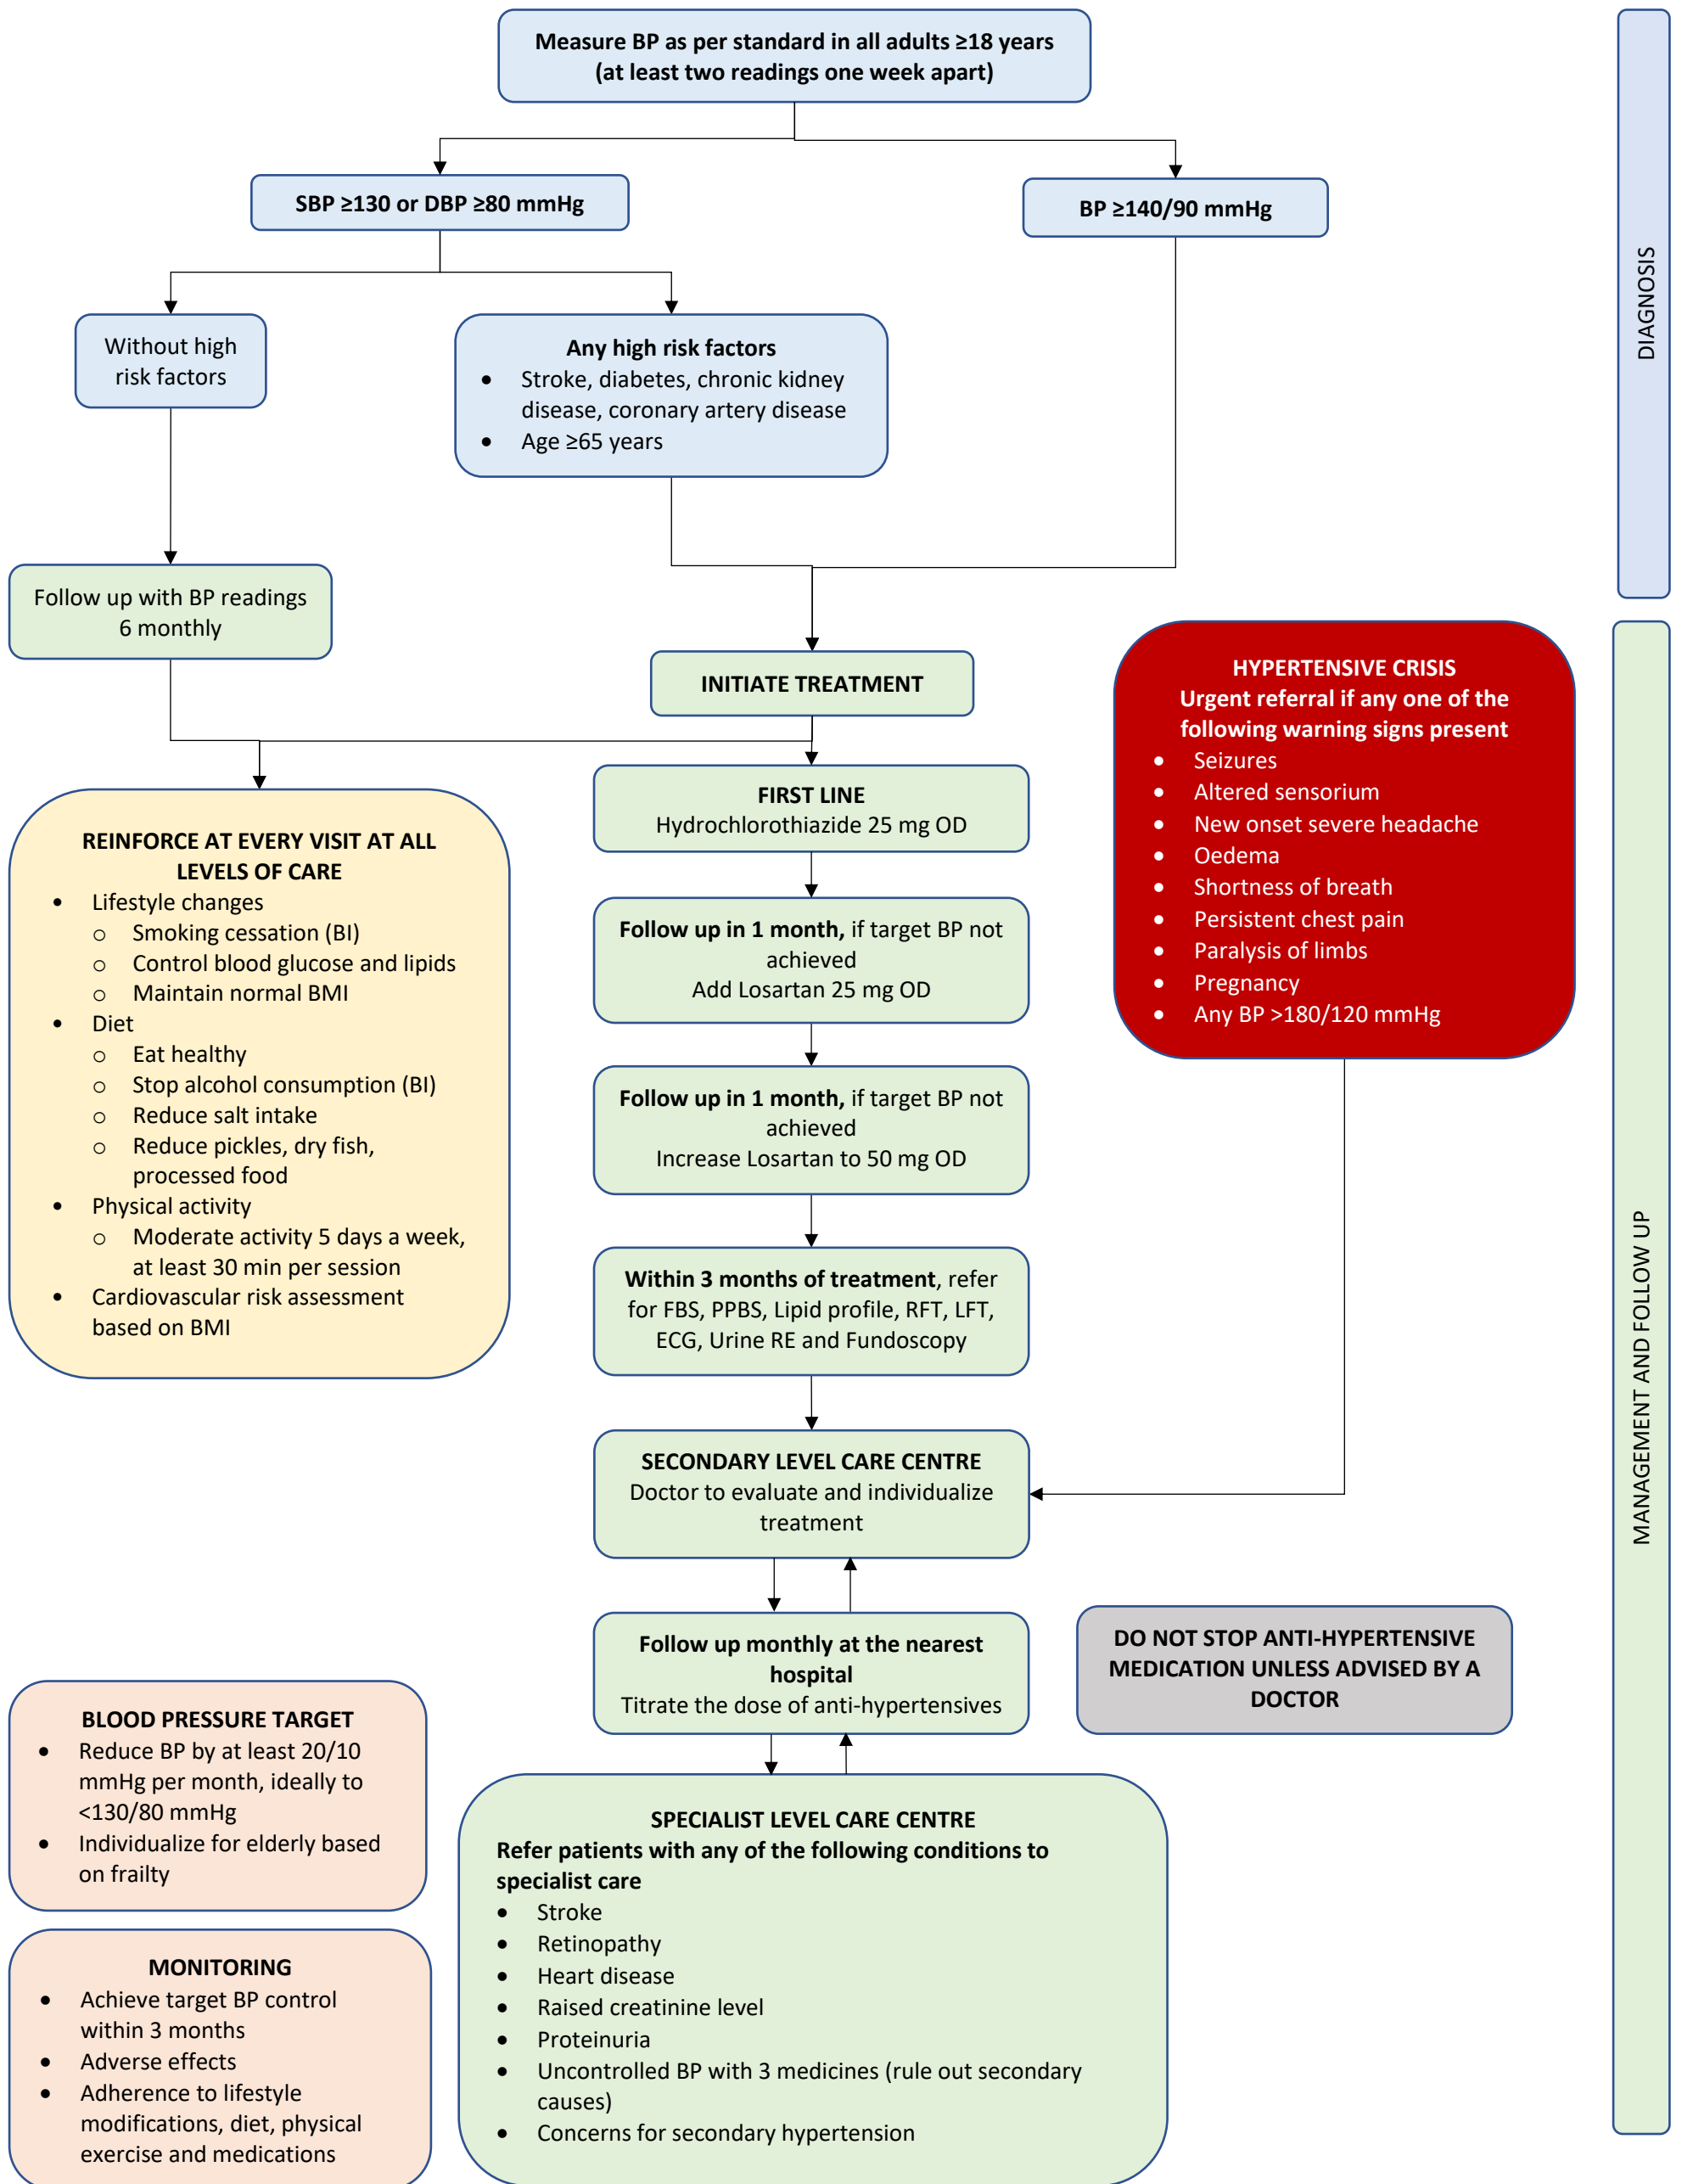 Measure BP as per standard in all adults ≥18 years
(at least two readings one week apart)
SBP ≥130 or DBP ≥80 mmHg
BP ≥140/90 mmHg
DIAGNOSIS
Without high
risk factors
Any high risk factors
• Stroke, diabetes, chronic kidney
disease, coronary artery disease
• Age ≥65 years
Follow up with BP readings
6 monthly
INITIATE TREATMENT
HYPERTENSIVE CRISIS
Urgent referral if any one of the
following warning signs present
• Seizures
• Altered sensorium
• New onset severe headache
• Oedema
• Shortness of breath
• Persistent chest pain
• Paralysis of limbs
• Pregnancy
• Any BP >180/120 mmHg
REINFORCE AT EVERY VISIT AT ALL
LEVELS OF CARE
• Lifestyle changes
o Smoking cessation (BI)
o Control blood glucose and lipids
o Maintain normal BMI
• Diet
o Eat healthy
o Stop alcohol consumption (BI)
o Reduce salt intake
o Reduce pickles, dry fish,
processed food
• Physical activity
o Moderate activity 5 days a week,
at least 30 min per session
• Cardiovascular risk assessment
based on BMI
FIRST LINE
Hydrochlorothiazide 25 mg OD
Follow up in 1 month, if target BP not
achieved
Add Losartan 25 mg OD
Follow up in 1 month, if target BP not
achieved
Increase Losartan to 50 mg OD
Within 3 months of treatment, refer
for FBS, PPBS, Lipid profile, RFT, LFT,
ECG, Urine RE and Fundoscopy
SECONDARY LEVEL CARE CENTRE
Doctor to evaluate and individualize
treatment
MANAGEMENT AND FOLLOW UP
Follow up monthly at the nearest
hospital
Titrate the dose of anti-hypertensives
DO NOT STOP ANTI-HYPERTENSIVE
MEDICATION UNLESS ADVISED BY A
DOCTOR
BLOOD PRESSURE TARGET
• Reduce BP by at least 20/10
mmHg per month, ideally to
<130/80 mmHg
• Individualize for elderly based
on frailty
MONITORING
• Achieve target BP control
within 3 months
• Adverse effects
• Adherence to lifestyle
modifications, diet, physical
exercise and medications
SPECIALIST LEVEL CARE CENTRE
Refer patients with any of the following conditions to
specialist care
• Stroke
• Retinopathy
• Heart disease
• Raised creatinine level
• Proteinuria
• Uncontrolled BP with 3 medicines (rule out secondary
causes)
• Concerns for secondary hypertension